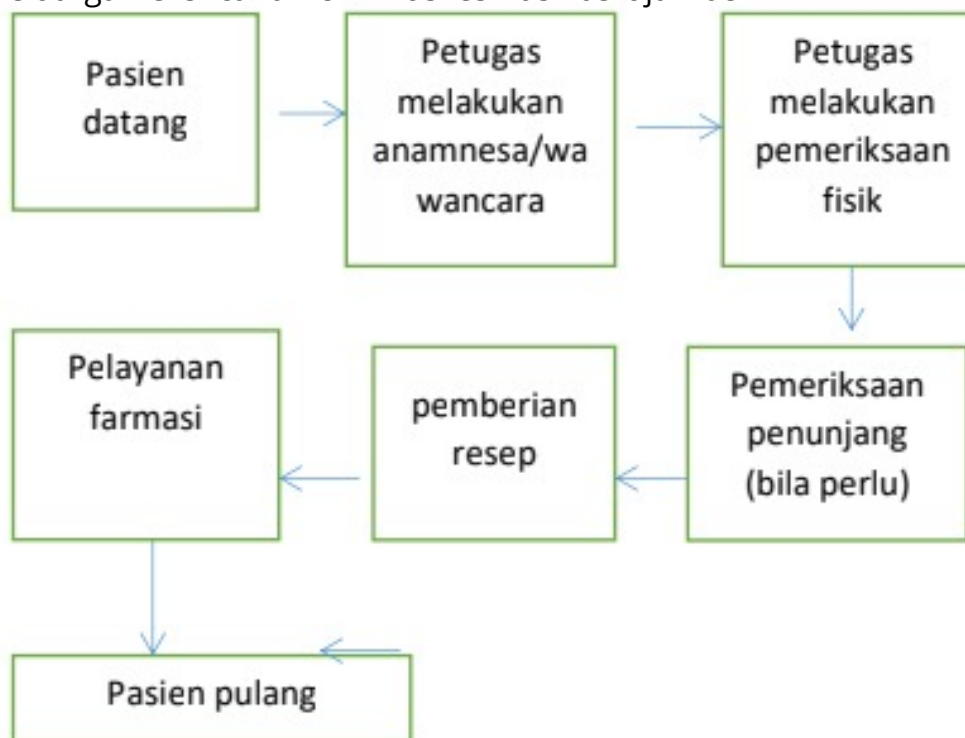 Pasien
datang
Petugas
melakukan
anamnesa/wa
wancara
Petugas
melakukan
pemeriksaan
fisik
Pemeriksaan
penunjang
(bila perlu)
pemberian
resep
Pelayanan
farmasi
Pasien pulang